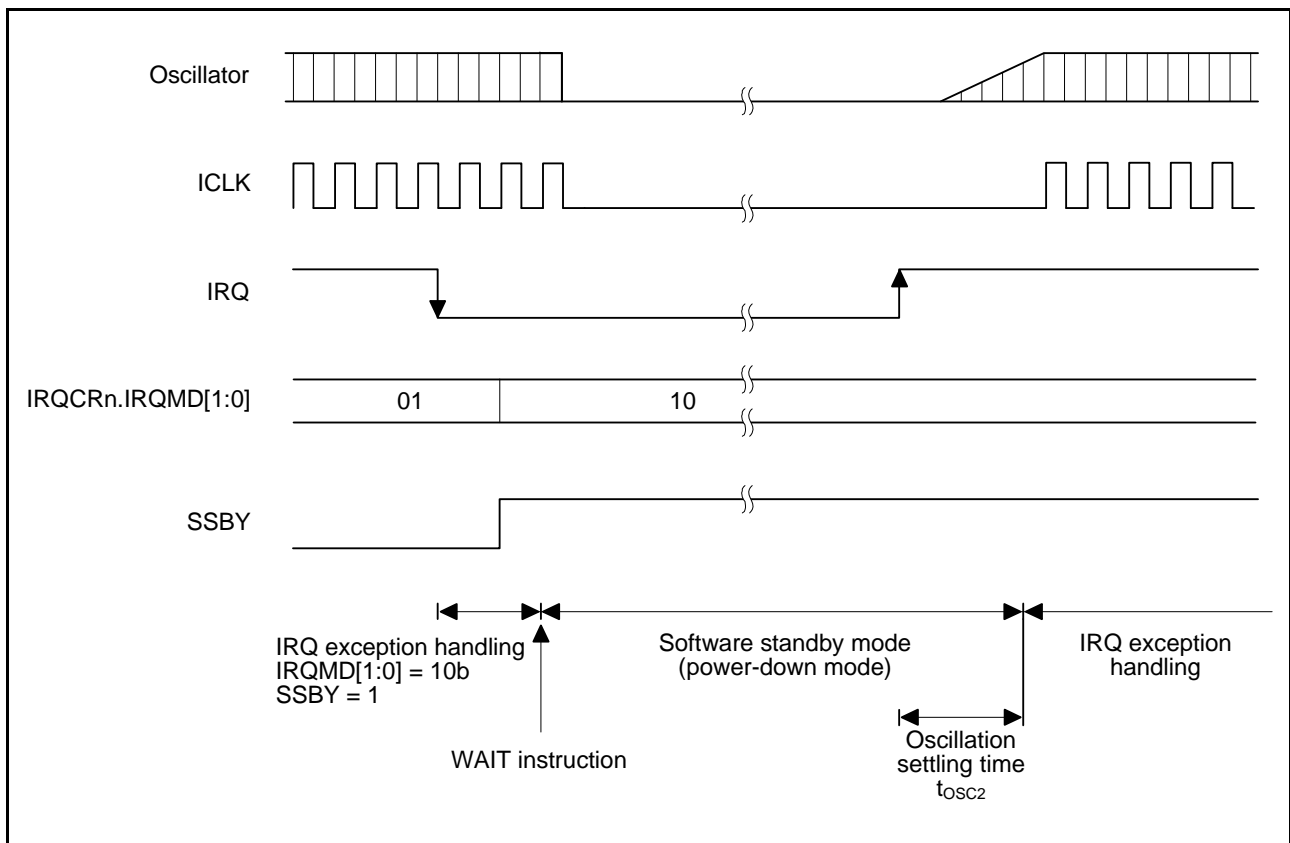 Oscillator
ICLK
IRQ
IRQCRn.IRQMD[1:0]
01
10
SSBY
IRQ exception handling
IRQMD[1:0] = 10b
SSBY = 1
WAIT instruction
Software standby mode
(power-down mode)
Oscillation
settling time
tOSC2
IRQ exception
handling